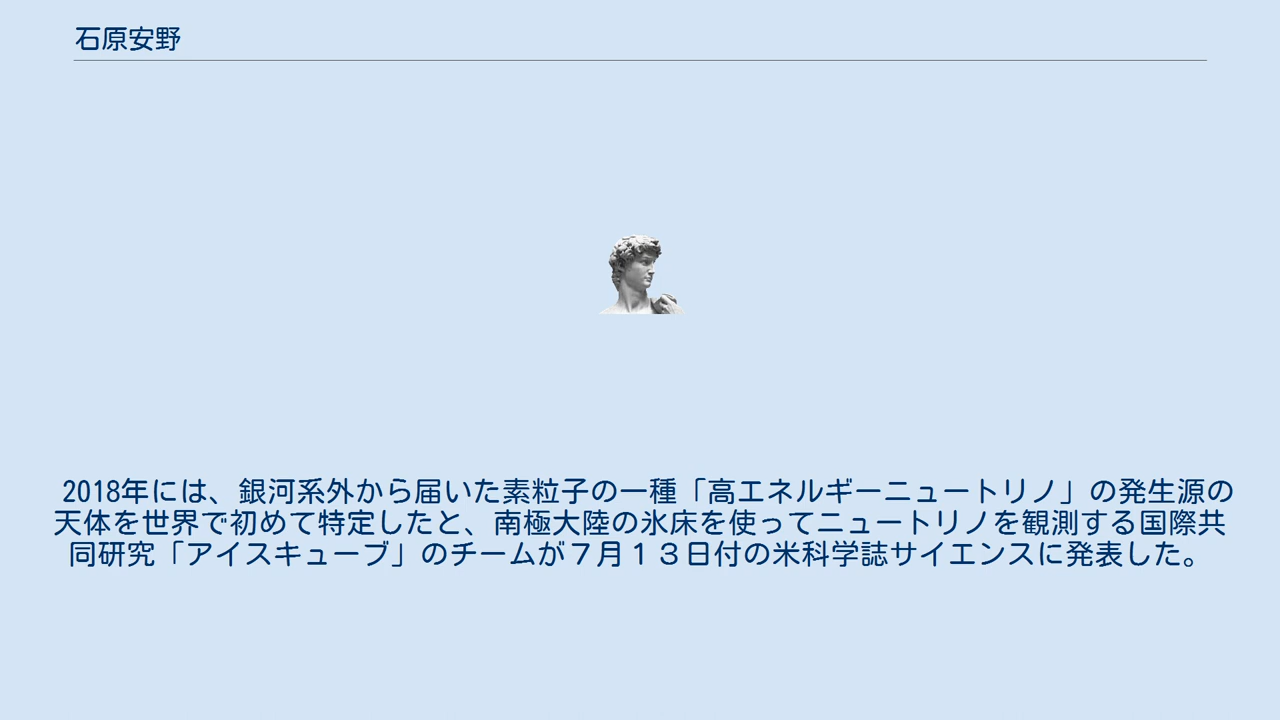 石原安野
2018年には、銀河系外から届いた素粒子の一種「高エネルギーニュートリノ」の発生源の
天体を世界で初めて特定したと、南極大陸の氷床を使ってニュートリノを観測する国際共
同研究「アイスキューブ」のチームが７月１３日付の米科学誌サイエンスに発表した。